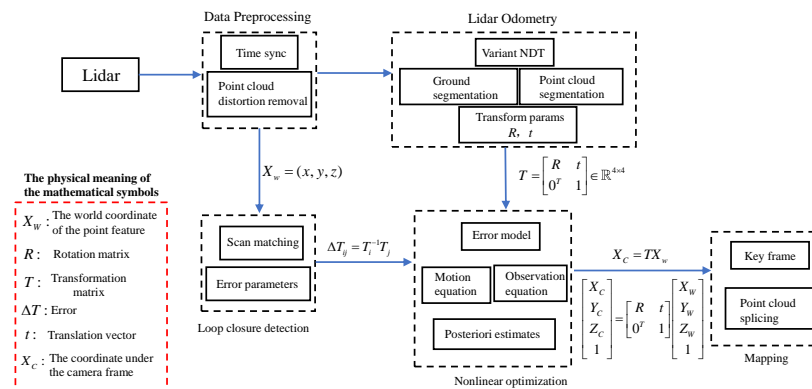 Data Preprocessing
Lidar Odometry
Lidar
Time sync
Point cloud
distortion removal
Variant NDT
Ground
segmentation
Point cloud
segmentation
Transform params
R, t
X_w = (x, y, z)
T = [R t; 0^T 1] ∈ ℝ^{4×4}
The physical meaning of
the mathematical symbols
X_W : The world coordinate
of the point feature
R : Rotation matrix
T : Transformation
matrix
ΔT : Error
t : Translation vector
X_C : The coordinate under
the camera frame
Scan matching
Error parameters
Loop closure detection
ΔT_{ij} = T_i^{-1} T_j
Error model
Motion
equation
Observation
equation
Posteriori estimates
Nonlinear optimization
X_C = TX_w
[X_C; Y_C; Z_C; 1] = [R t; 0^T 1] [X_W; Y_W; Z_W; 1]
Key frame
Point cloud
splicing
Mapping